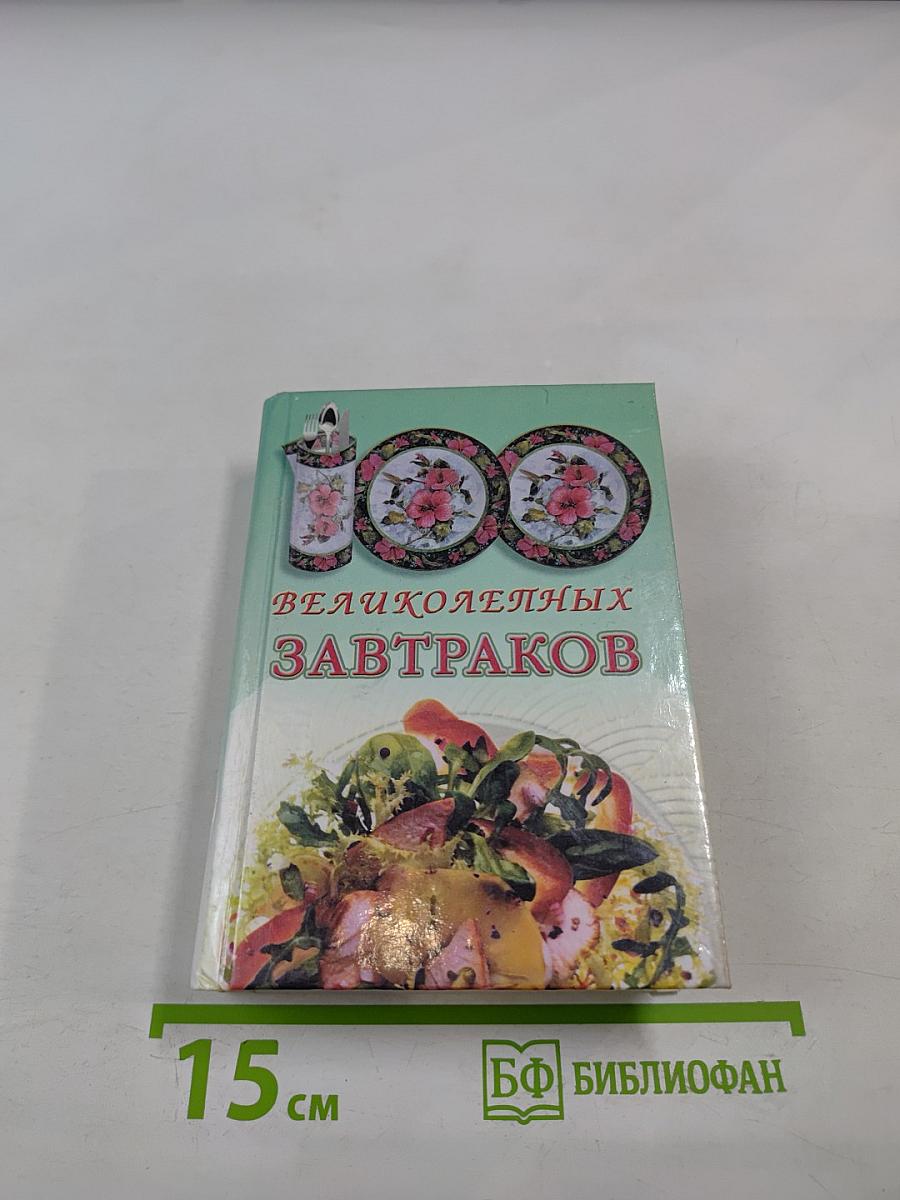 100
ВЕЛИКОЛЕПНЫХ
ЗАВТРАКОВ
15 см
БФ БИБЛИОФАН